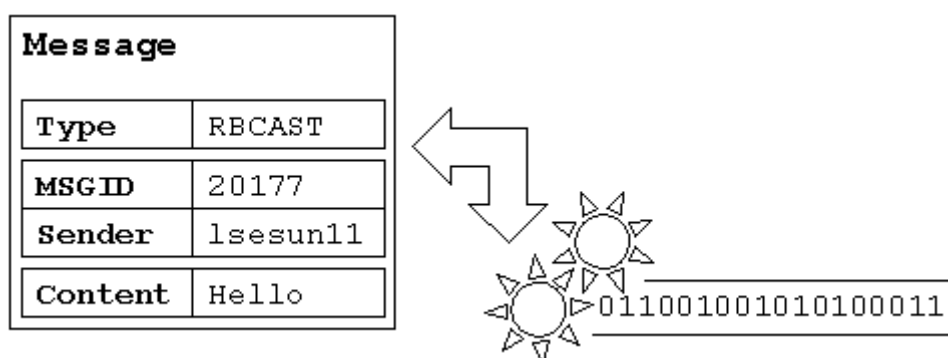 Message
Type RBCAST
MSGID 20177
Sender lsesun11
Content Hello
011001001010100011